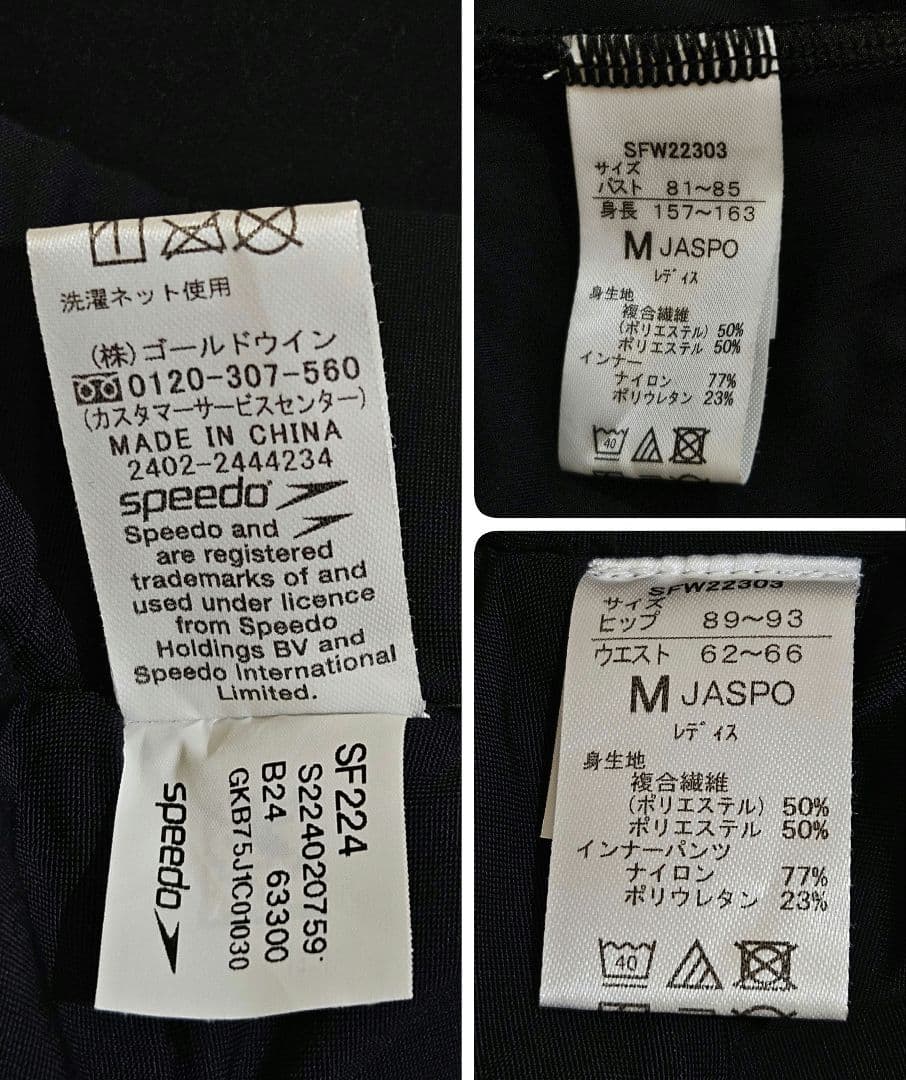 洗濯ネット使用
(株)ゴールドウイン
0120-307-560
(カスタマーサービスセンター)
MADE IN CHINA
2402-2444234
speedo
Speedo and
are registered
trademarks of and
used under licence
from Speedo
Holdings BV and
Speedo International
Limited.
SF224
S224020759
B24 63300
GKB75J1C01030
speedo
SFW22303
サイズ
バスト 81~85
身長 157~163
M JASPO
レディス
身生地
複合繊維
(ポリエステル) 50%
ポリエステル 50%
インナー
ナイロン 77%
ポリウレタン 23%
40
SFW22303
サイズ
ヒップ 89~93
ウエスト 62~66
M JASPO
レディス
身生地
複合繊維
(ポリエステル) 50%
ポリエステル 50%
インナーパンツ
ナイロン 77%
ポリウレタン 23%
40